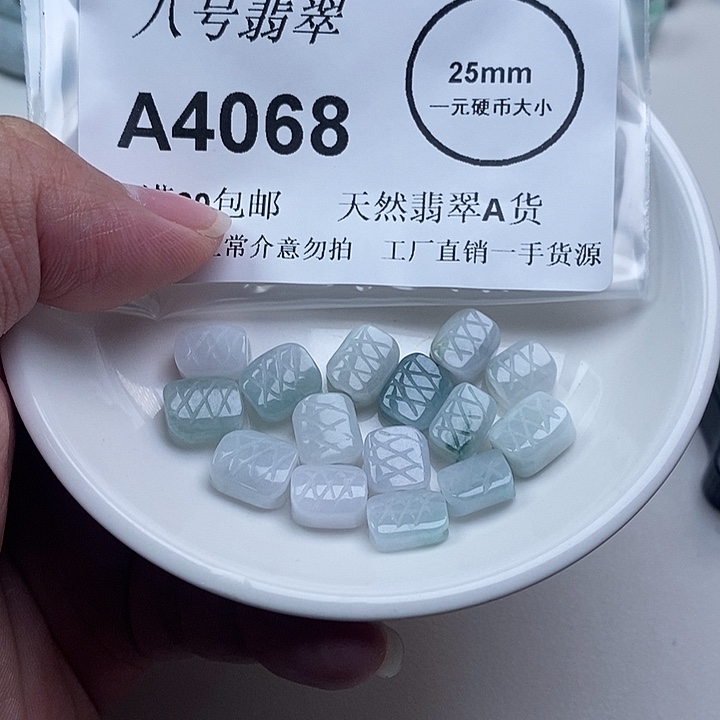 八号翡翠
25mm
一元硬币大小
A4068
包邮 天然翡翠A货
常介意勿拍 工厂直销一手货源